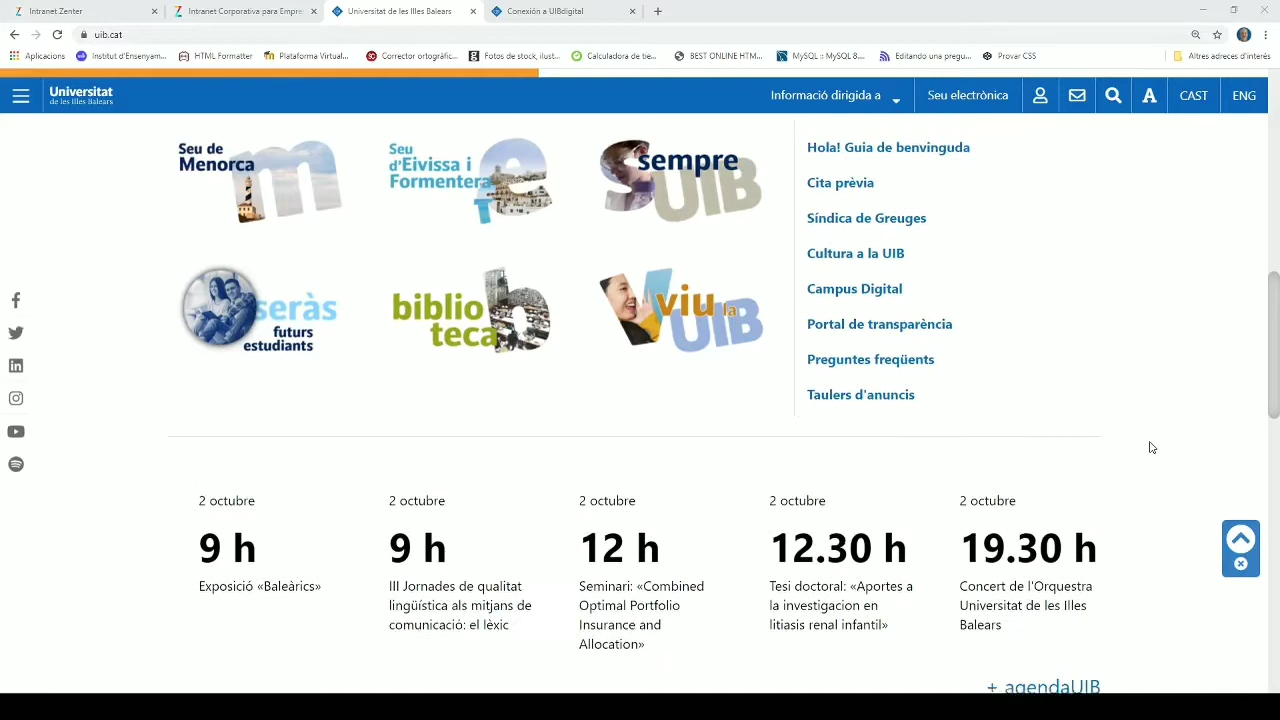 Intranet Zenter
Intranet Corporativa para Empre
Universitat de les Illes Balears
Conexión a UIBdigital
uib.cat
Aplicacions
Institut d'Ensenyam...
HTML Formatter
Plataforma Virtual...
Corrector ortogràfic...
Fotos de stock, ilust...
Calculadora de tie...
BEST ONLINE HTM...
MySQL :: MySQL 8....
Editando una pregu...
Provar CSS
Altres adreces d'interés
Universitat
de les Illes Balears
Informació dirigida a
Seu electrònica
A
CAST
ENG
Seu de
Menorca
m
Seu
d'Eivissa i
Formentera
e
f
sempre
s
UIB
seràs
futurs
estudiants
biblio
teca
b
viu la
UIB
Hola! Guia de benvinguda
Cita prèvia
Síndica de Greuges
Cultura a la UIB
Campus Digital
Portal de transparència
Preguntes freqüents
Taulers d'anuncis
2 octubre
9 h
Exposició «Baleàrics»
2 octubre
9 h
III Jornades de qualitat
lingüística als mitjans de
comunicació: el lèxic
2 octubre
12 h
Seminari: «Combined
Optimal Portfolio
Insurance and
Allocation»
2 octubre
12.30 h
Tesi doctoral: «Aportes a
la investigacion en
litiasis renal infantil»
2 octubre
19.30 h
Concert de l'Orquestra
Universitat de les Illes
Balears
+ agendaUIB